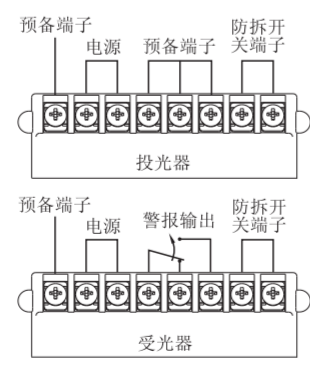 预备端子
电源
预备端子
防拆开
关端子
投光器
预备端子
电源
警报输出
防拆开
关端子
受光器